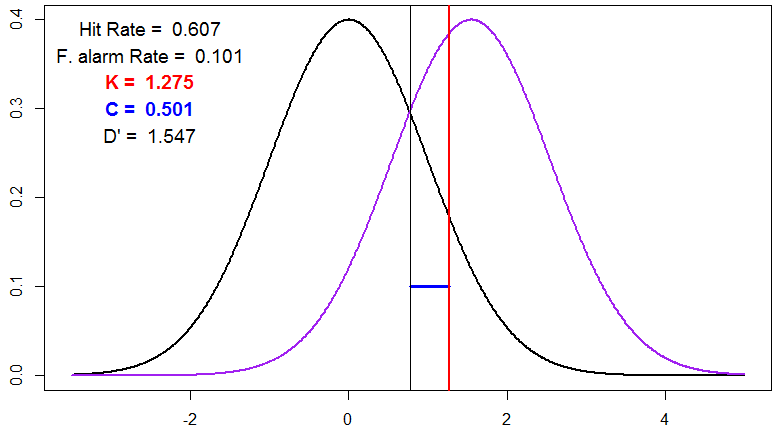 Hit Rate = 0.607
F. alarm Rate = 0.101
K = 1.275
C = 0.501
D' = 1.547
0.4
0.3
0.2
0.1
0.0
-2 0 2 4